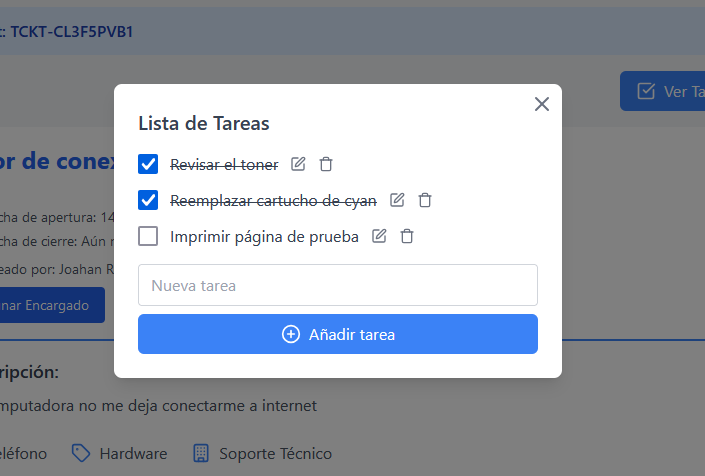 : TCKT-CL3F5PVB1
Ver Ta
Lista de Tareas
or de conex
Revisar el toner
Reemplazar cartucho de cyan
cha de apertura: 14
Imprimir página de prueba
cha de cierre: Aún n
eado por: Joahan R
Nueva tarea
nar Encargado
Añadir tarea
ripción:
mputadora no me deja conectarme a internet
eléfono Hardware Soporte Técnico